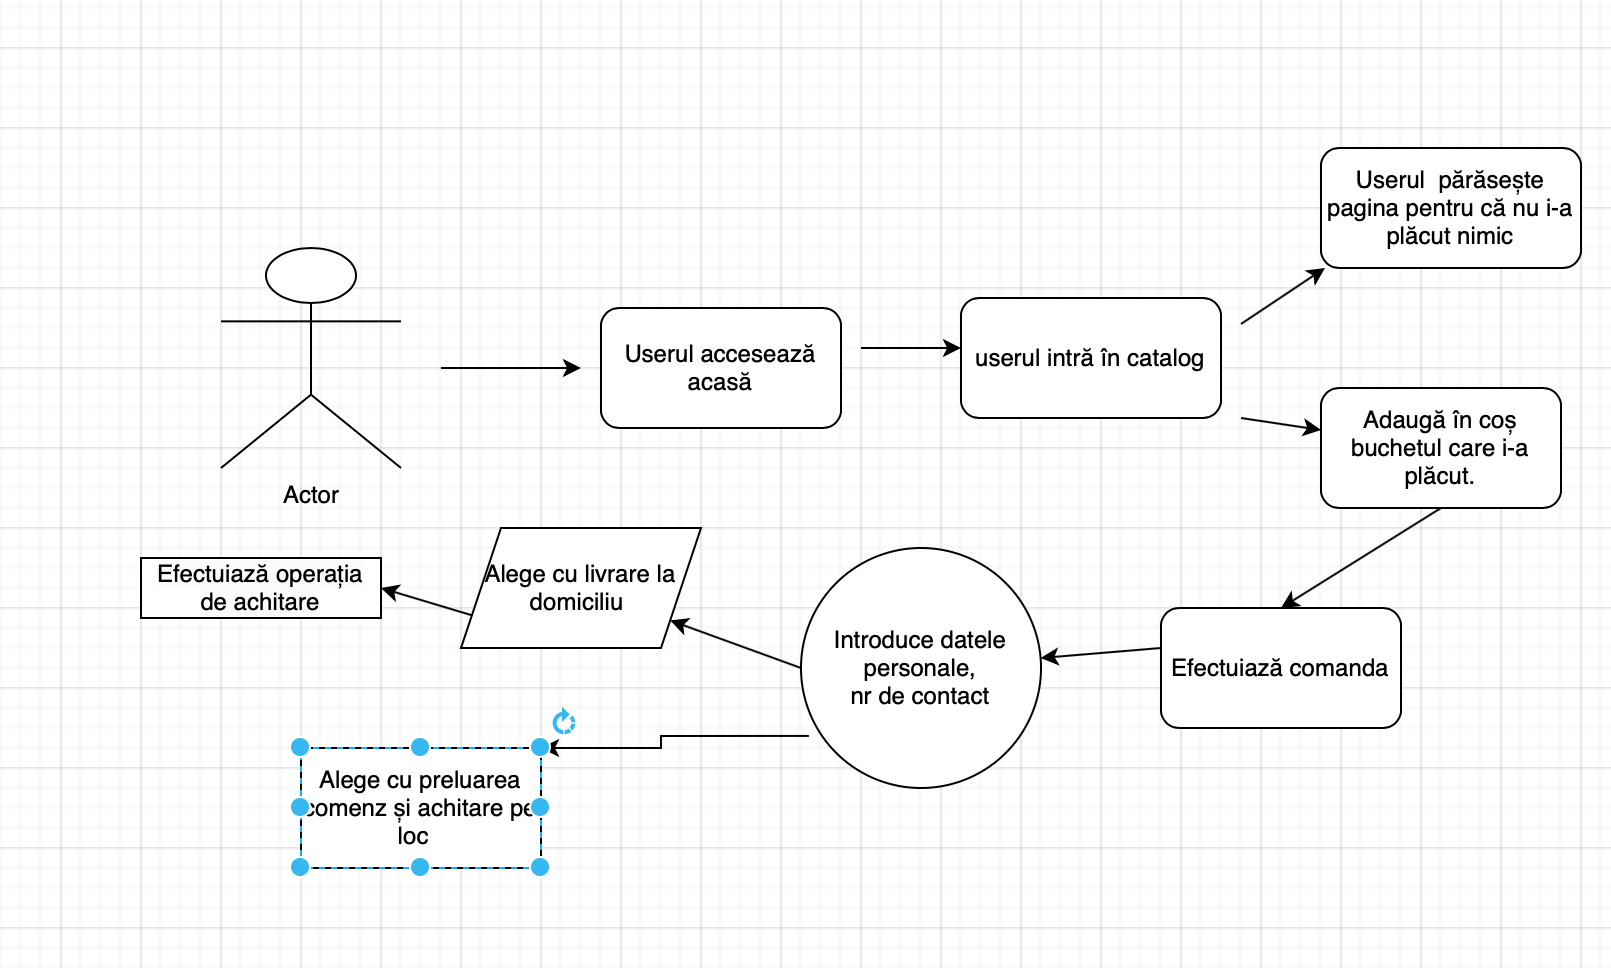 Userul  părăsește
pagina pentru că nu i-a
plăcut nimic
Userul accesează
acasă
userul intră în catalog
Adaugă în coș
buchetul care i-a
plăcut.
Actor
Efectuiază operația
de achitare
Alege cu livrare la
domiciliu
Introduce datele
personale,
nr de contact
Efectuiază comanda
Alege cu preluarea
comenz și achitare pe
loc